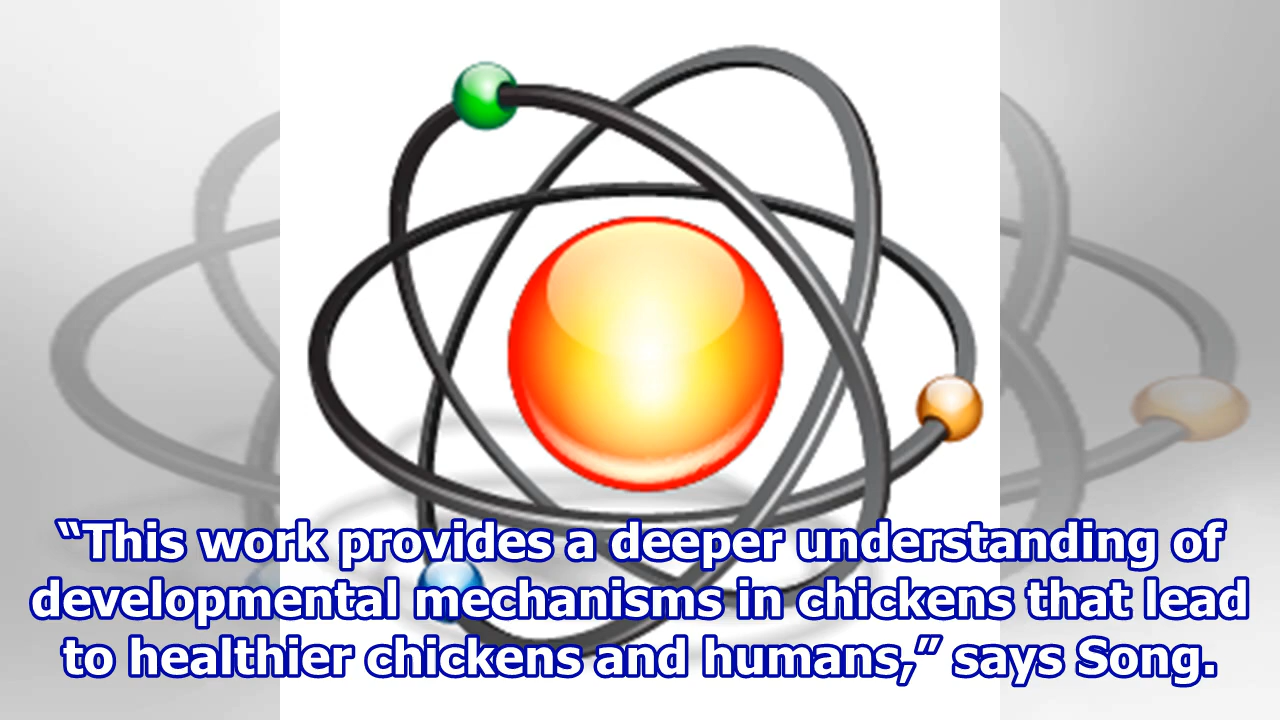 “This work provides a deeper understanding of
developmental mechanisms in chickens that lead
to healthier chickens and humans,” says Song.